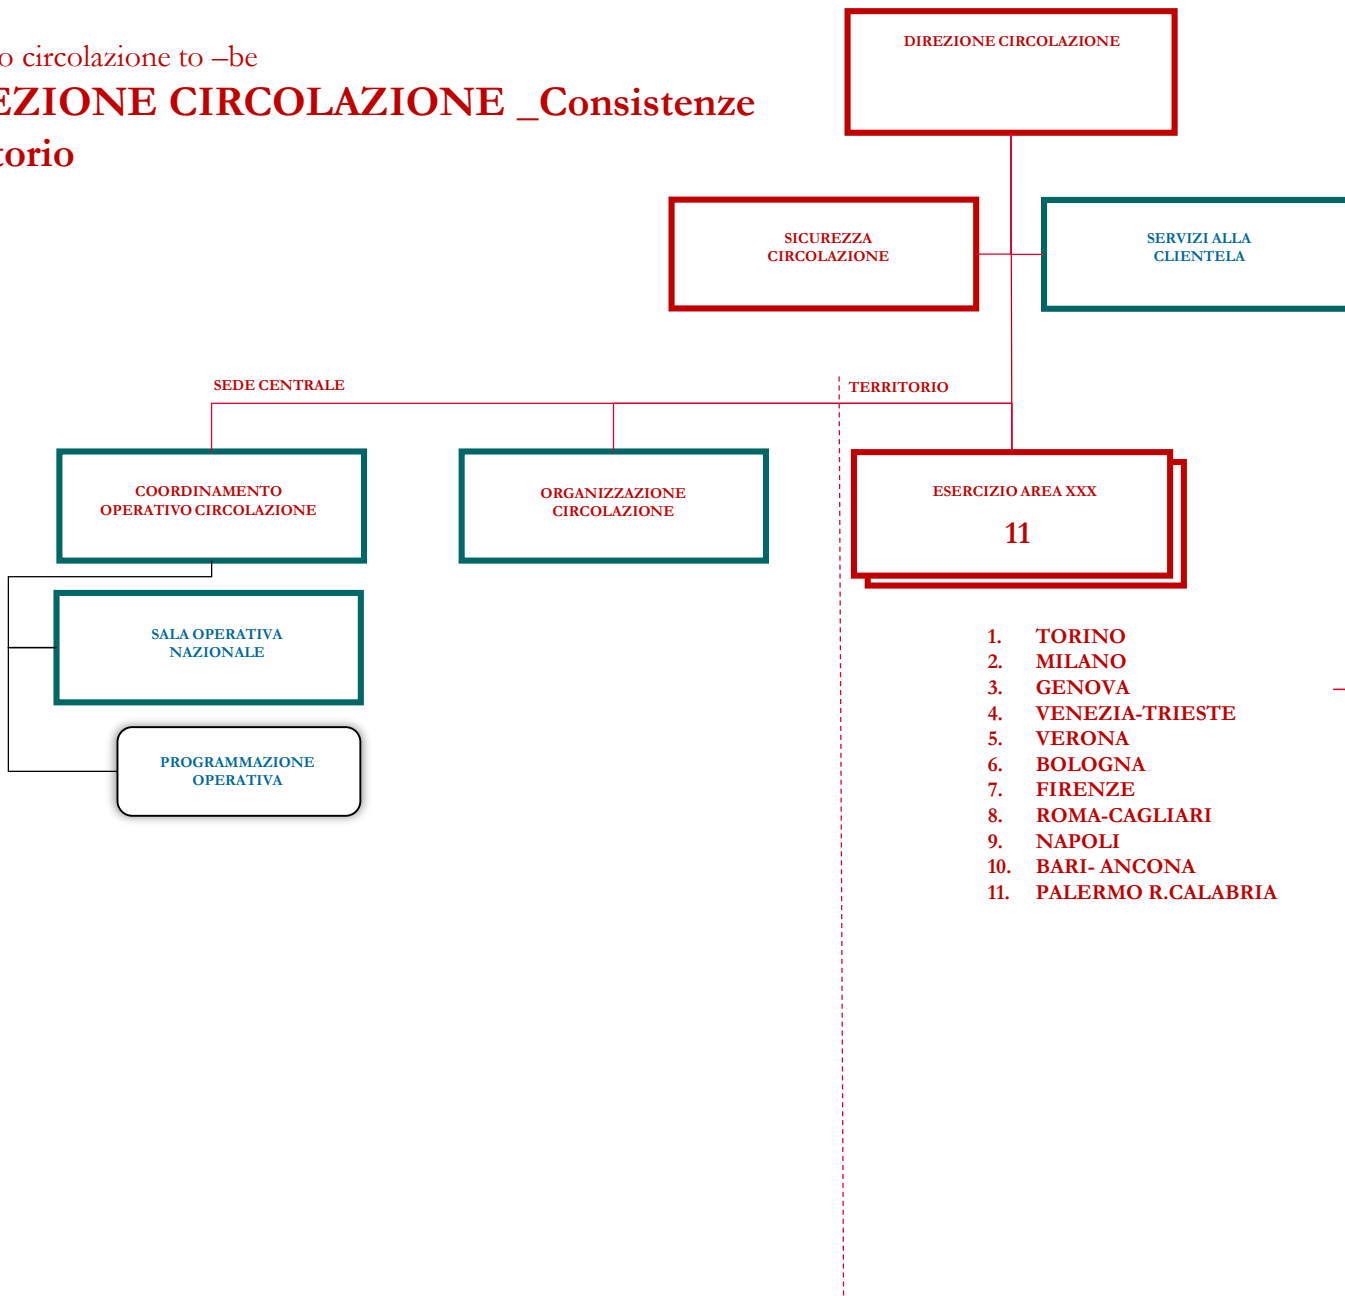 o circolazione to –be
EZIONE CIRCOLAZIONE _Consistenze
torio
DIREZIONE CIRCOLAZIONE
SICUREZZA
CIRCOLAZIONE
SERVIZI ALLA
CLIENTELA
SEDE CENTRALE
TERRITORIO
COORDINAMENTO
OPERATIVO CIRCOLAZIONE
ORGANIZZAZIONE
CIRCOLAZIONE
ESERCIZIO AREA XXX
11
SALA OPERATIVA
NAZIONALE
PROGRAMMAZIONE
OPERATIVA
1. TORINO
2. MILANO
3. GENOVA
4. VENEZIA-TRIESTE
5. VERONA
6. BOLOGNA
7. FIRENZE
8. ROMA-CAGLIARI
9. NAPOLI
10. BARI- ANCONA
11. PALERMO R.CALABRIA